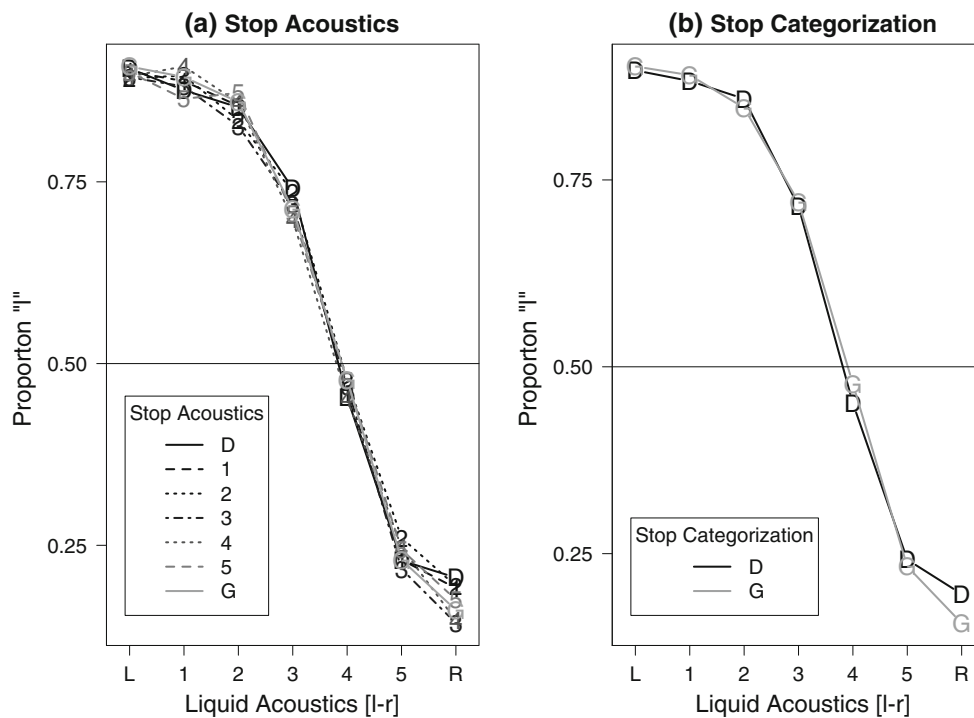 (a) Stop Acoustics
Proporton "l"
0.75
0.50
0.25
Stop Acoustics
D
1
2
3
4
5
G
L 1 2 3 4 5 R
Liquid Acoustics [l-r]
(b) Stop Categorization
Proporton "l"
0.75
0.50
0.25
Stop Categorization
D
G
L 1 2 3 4 5 R
Liquid Acoustics [l-r]